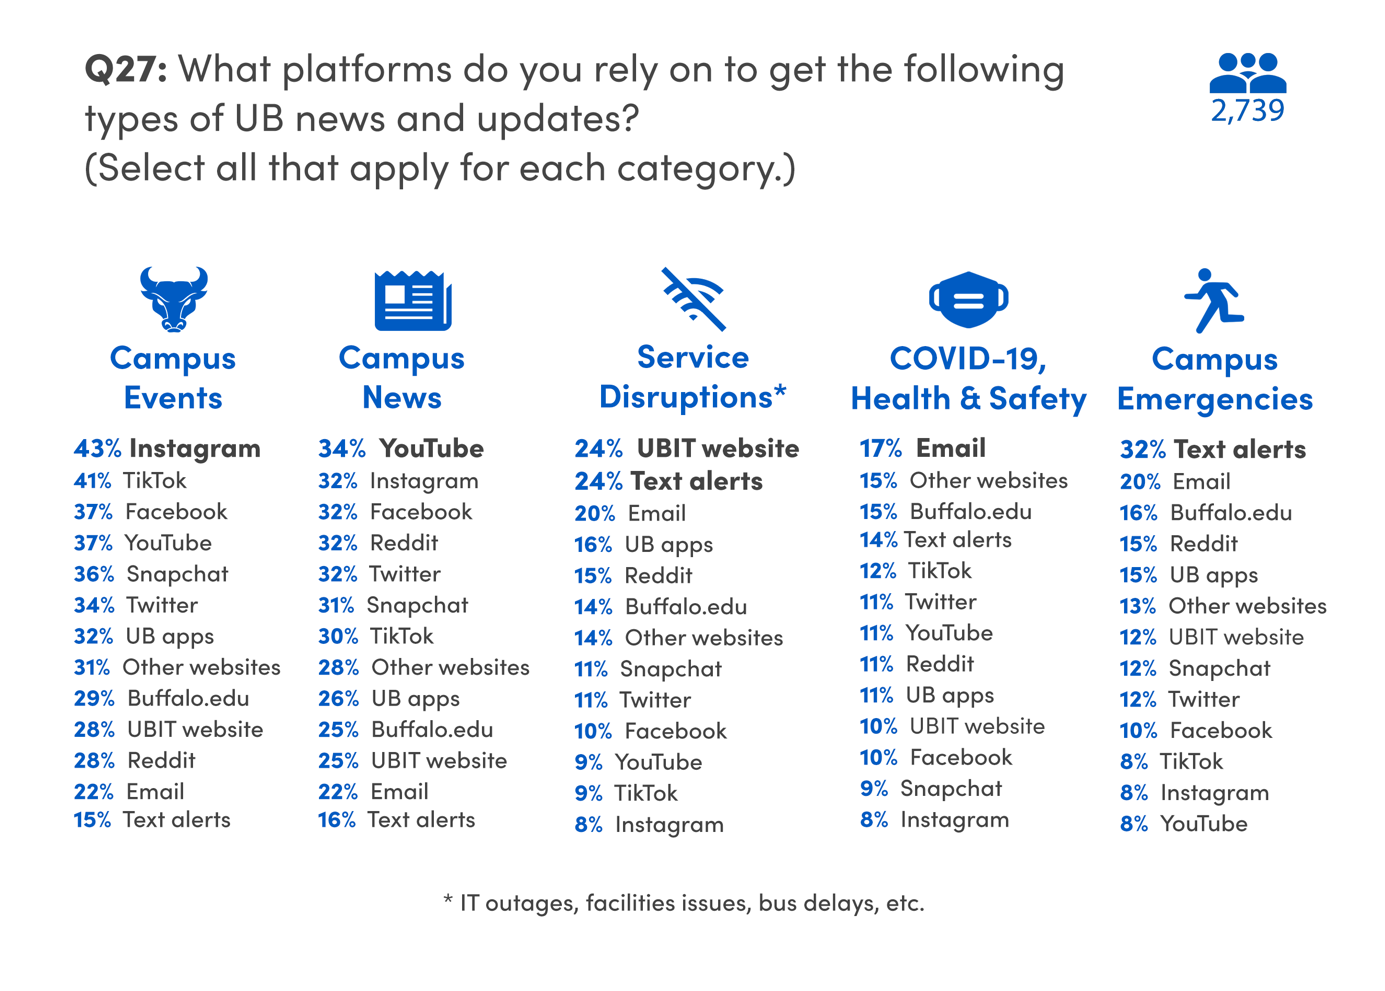 Q27: What platforms do you rely on to get the following
types of UB news and updates?
(Select all that apply for each category.)
2,739
Campus
Events
43% Instagram
41% TikTok
37% Facebook
37% YouTube
36% Snapchat
34% Twitter
32% UB apps
31% Other websites
29% Buffalo.edu
28% UBIT website
28% Reddit
22% Email
15% Text alerts
Campus
News
34% YouTube
32% Instagram
32% Facebook
32% Reddit
32% Twitter
31% Snapchat
30% TikTok
28% Other websites
26% UB apps
25% Buffalo.edu
25% UBIT website
22% Email
16% Text alerts
Service
Disruptions*
24% UBIT website
24% Text alerts
20% Email
16% UB apps
15% Reddit
14% Buffalo.edu
14% Other websites
11% Snapchat
11% Twitter
10% Facebook
9% YouTube
9% TikTok
8% Instagram
COVID-19,
Health & Safety
17% Email
15% Other websites
15% Buffalo.edu
14% Text alerts
12% TikTok
11% Twitter
11% YouTube
11% Reddit
11% UB apps
10% UBIT website
10% Facebook
9% Snapchat
8% Instagram
Campus
Emergencies
32% Text alerts
20% Email
16% Buffalo.edu
15% Reddit
15% UB apps
13% Other websites
12% UBIT website
12% Snapchat
12% Twitter
10% Facebook
8% TikTok
8% Instagram
8% YouTube
* IT outages, facilities issues, bus delays, etc.